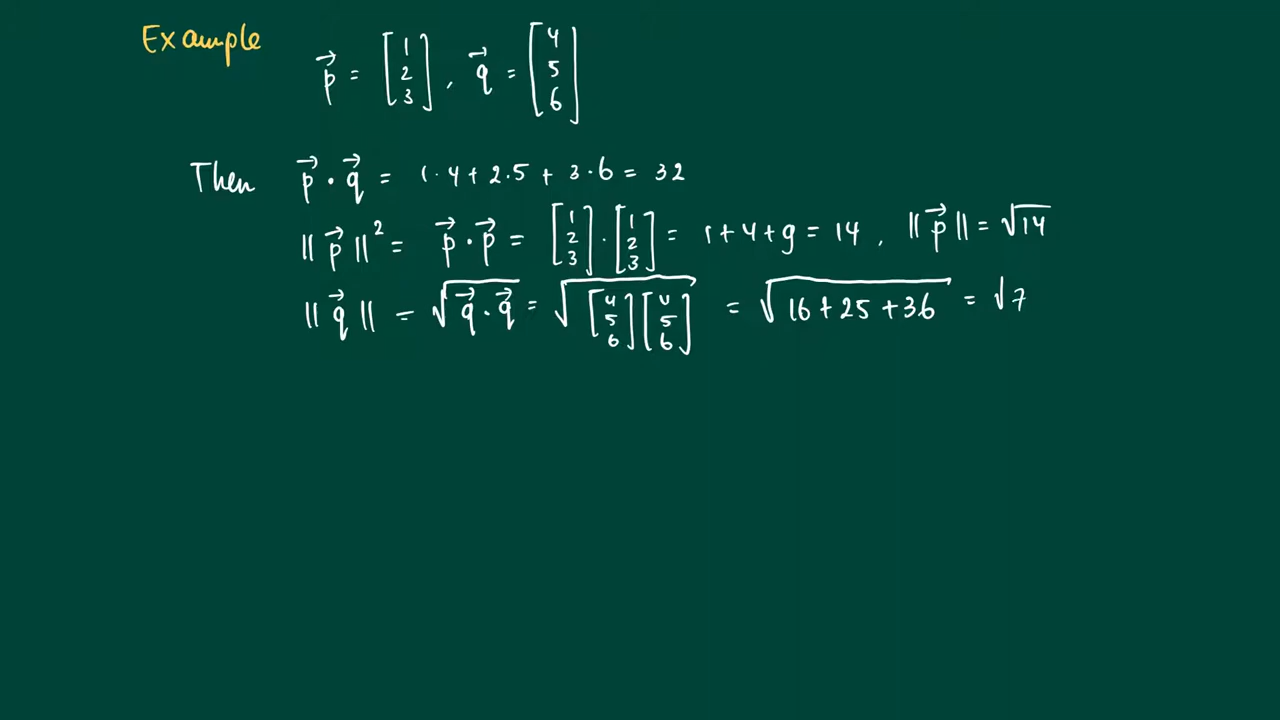 Example
p⃗ = [1 2 3], q⃗ = [4 5 6]
Then p⃗ · q⃗ = 1·4 + 2·5 + 3·6 = 32
||p⃗||² = p⃗ · p⃗ = [1 2 3] · [1 2 3] = 1 + 4 + 9 = 14, ||p⃗|| = √14
||q⃗|| = √(q⃗ · q⃗) = √([4 5 6] [4 5 6]) = √(16 + 25 + 36) = √7